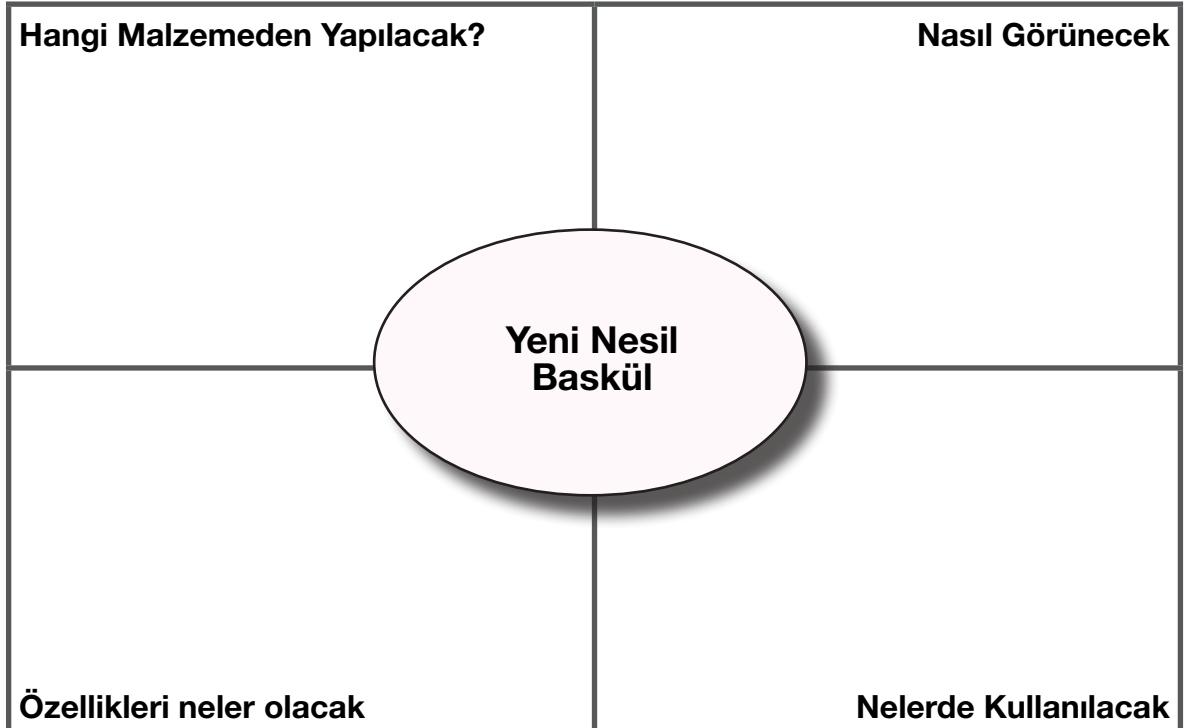 Hangi Malzemeden Yapılacak?
Nasıl Görünecek
Yeni Nesil
Baskül
Özellikleri neler olacak
Nelerde Kullanılacak